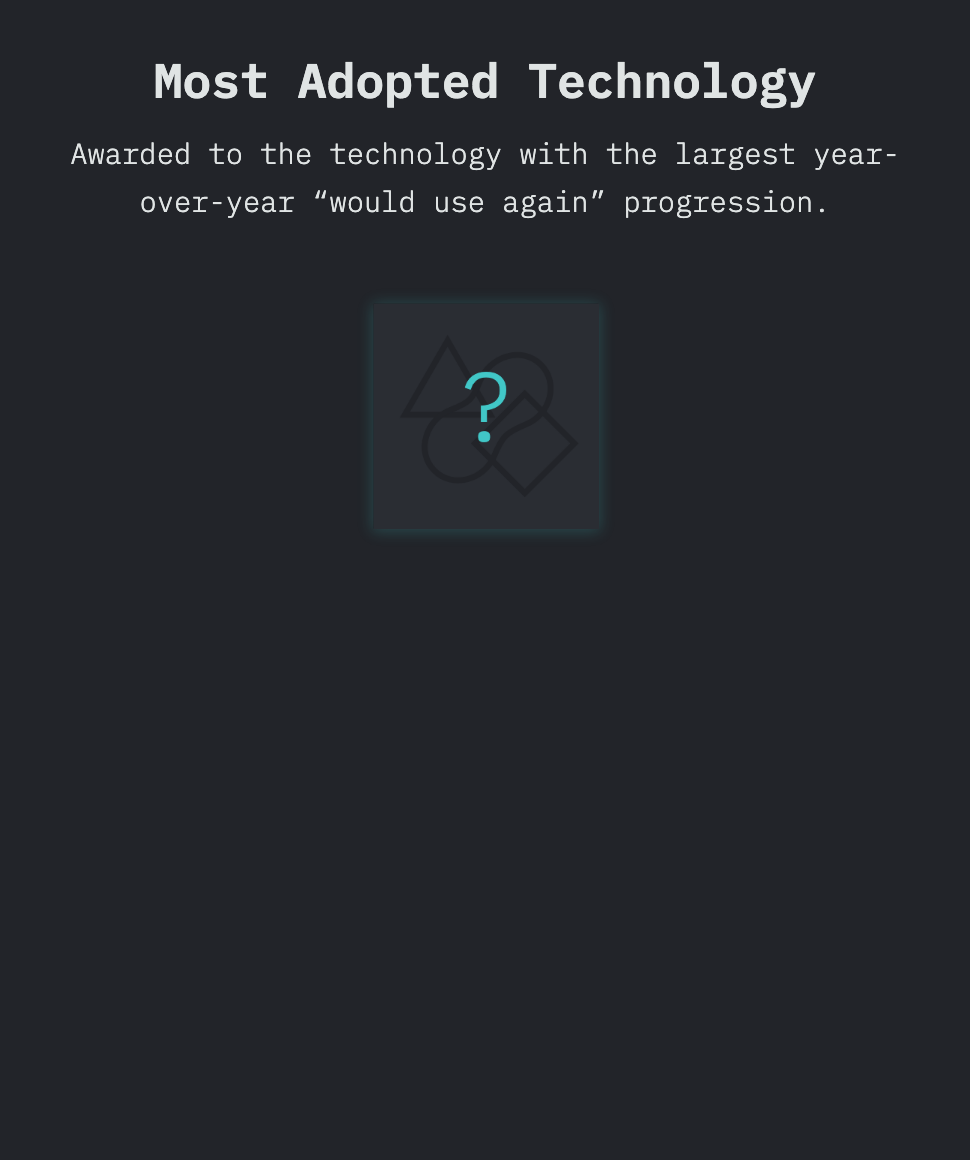 Most Adopted Technology
Awarded to the technology with the largest year-
over-year “would use again” progression.
?